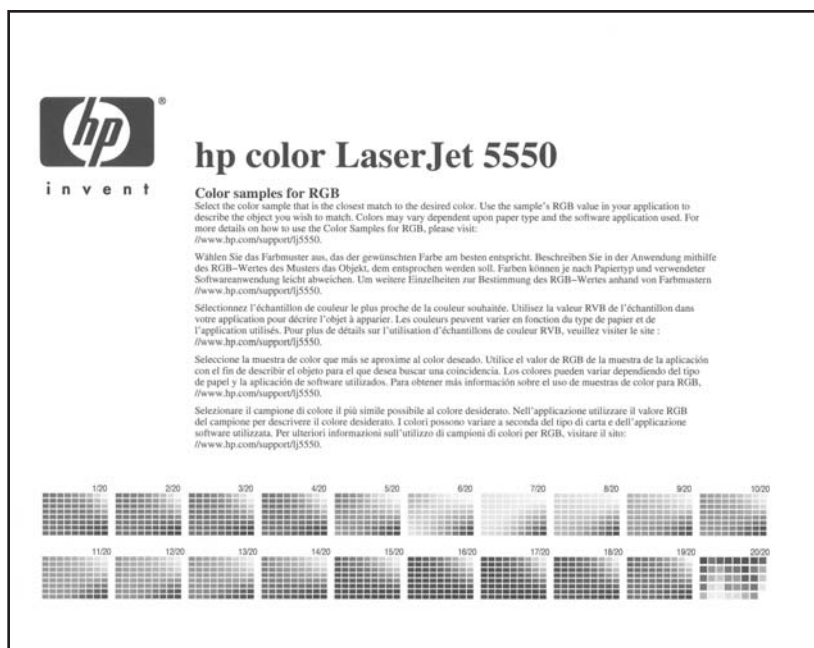 hp
®
invent
hp color LaserJet 5550
Color samples for RGB
Select the color sample that is the closest match to the desired color. Use the sample's RGB value in your application to
describe the object you wish to match. Colors may vary dependent upon paper type and the software application used. For
more details on how to use the Color Samples for RGB, please visit:
//www.hp.com/support/lj5550.
Wählen Sie das Farbmuster aus, das der gewünschten Farbe am besten entspricht. Beschreiben Sie in der Anwendung mithilfe
des RGB–Wertes des Musters das Objekt, dem entsprochen werden soll. Farben können je nach Papiertyp und verwendeter
Softwareanwendung leicht abweichen. Um weitere Einzelheiten zur Bestimmung des RGB–Wertes anhand von Farbmustern
//www.hp.com/support/lj5550.
Sélectionnez l'échantillon de couleur le plus proche de la couleur souhaitée. Utilisez la valeur RVB de l'échantillon dans
votre application pour décrire l'objet à apparier. Les couleurs peuvent varier en fonction du type de papier et de
l'application utilisés. Pour plus de détails sur l'utilisation d'échantillons de couleur RVB, veuillez visiter le site :
//www.hp.com/support/lj5550.
Seleccione la muestra de color que más se aproxime al color deseado. Utilice el valor de RGB de la muestra de la aplicación
con el fin de describir el objeto para el que desea buscar una coincidencia. Los colores pueden variar dependiendo del tipo
de papel y la aplicación de software utilizados. Para obtener más información sobre el uso de muestras de color para RGB,
//www.hp.com/support/lj5550.
Selezionare il campione di colore il più simile possibile al colore desiderato. Nell'applicazione utilizzare il valore RGB
del campione per descrivere il colore desiderato. I colori possono variare a seconda del tipo di carta e dell'applicazione
software utilizzata. Per ulteriori informazioni sull'utilizzo di campioni di colori per RGB, visitare il sito:
//www.hp.com/support/lj5550.
1/20 2/20 3/20 4/20 5/20 6/20 7/20 8/20 9/20 10/20
11/20 12/20 13/20 14/20 15/20 16/20 17/20 18/20 19/20 20/20